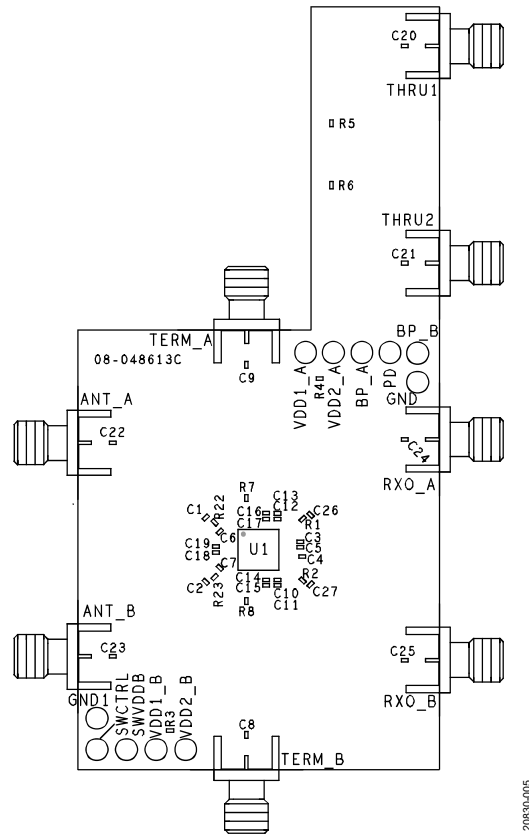 C20
THRU1
R5
R6
THRU2
C21
TERM_A
08-048613C
C9
VDD1_A
R4
VDD2_A
BP_A
PD
BP_B
GND
ANT_A
C22
C24
RXO_A
R7
C13
C12
C16
C17
C1
R22
C26
R1
C6
C19
C18
U1
C3
C5
C4
C7
C2
R23
C14
C15
C10
C11
R8
R2
C27
ANT_B
C23
C25
RXO_B
GND1
SWCTRL
SWVDDB
VDD1_B
R3
VDD2_B
C8
TERM_B
20830-005